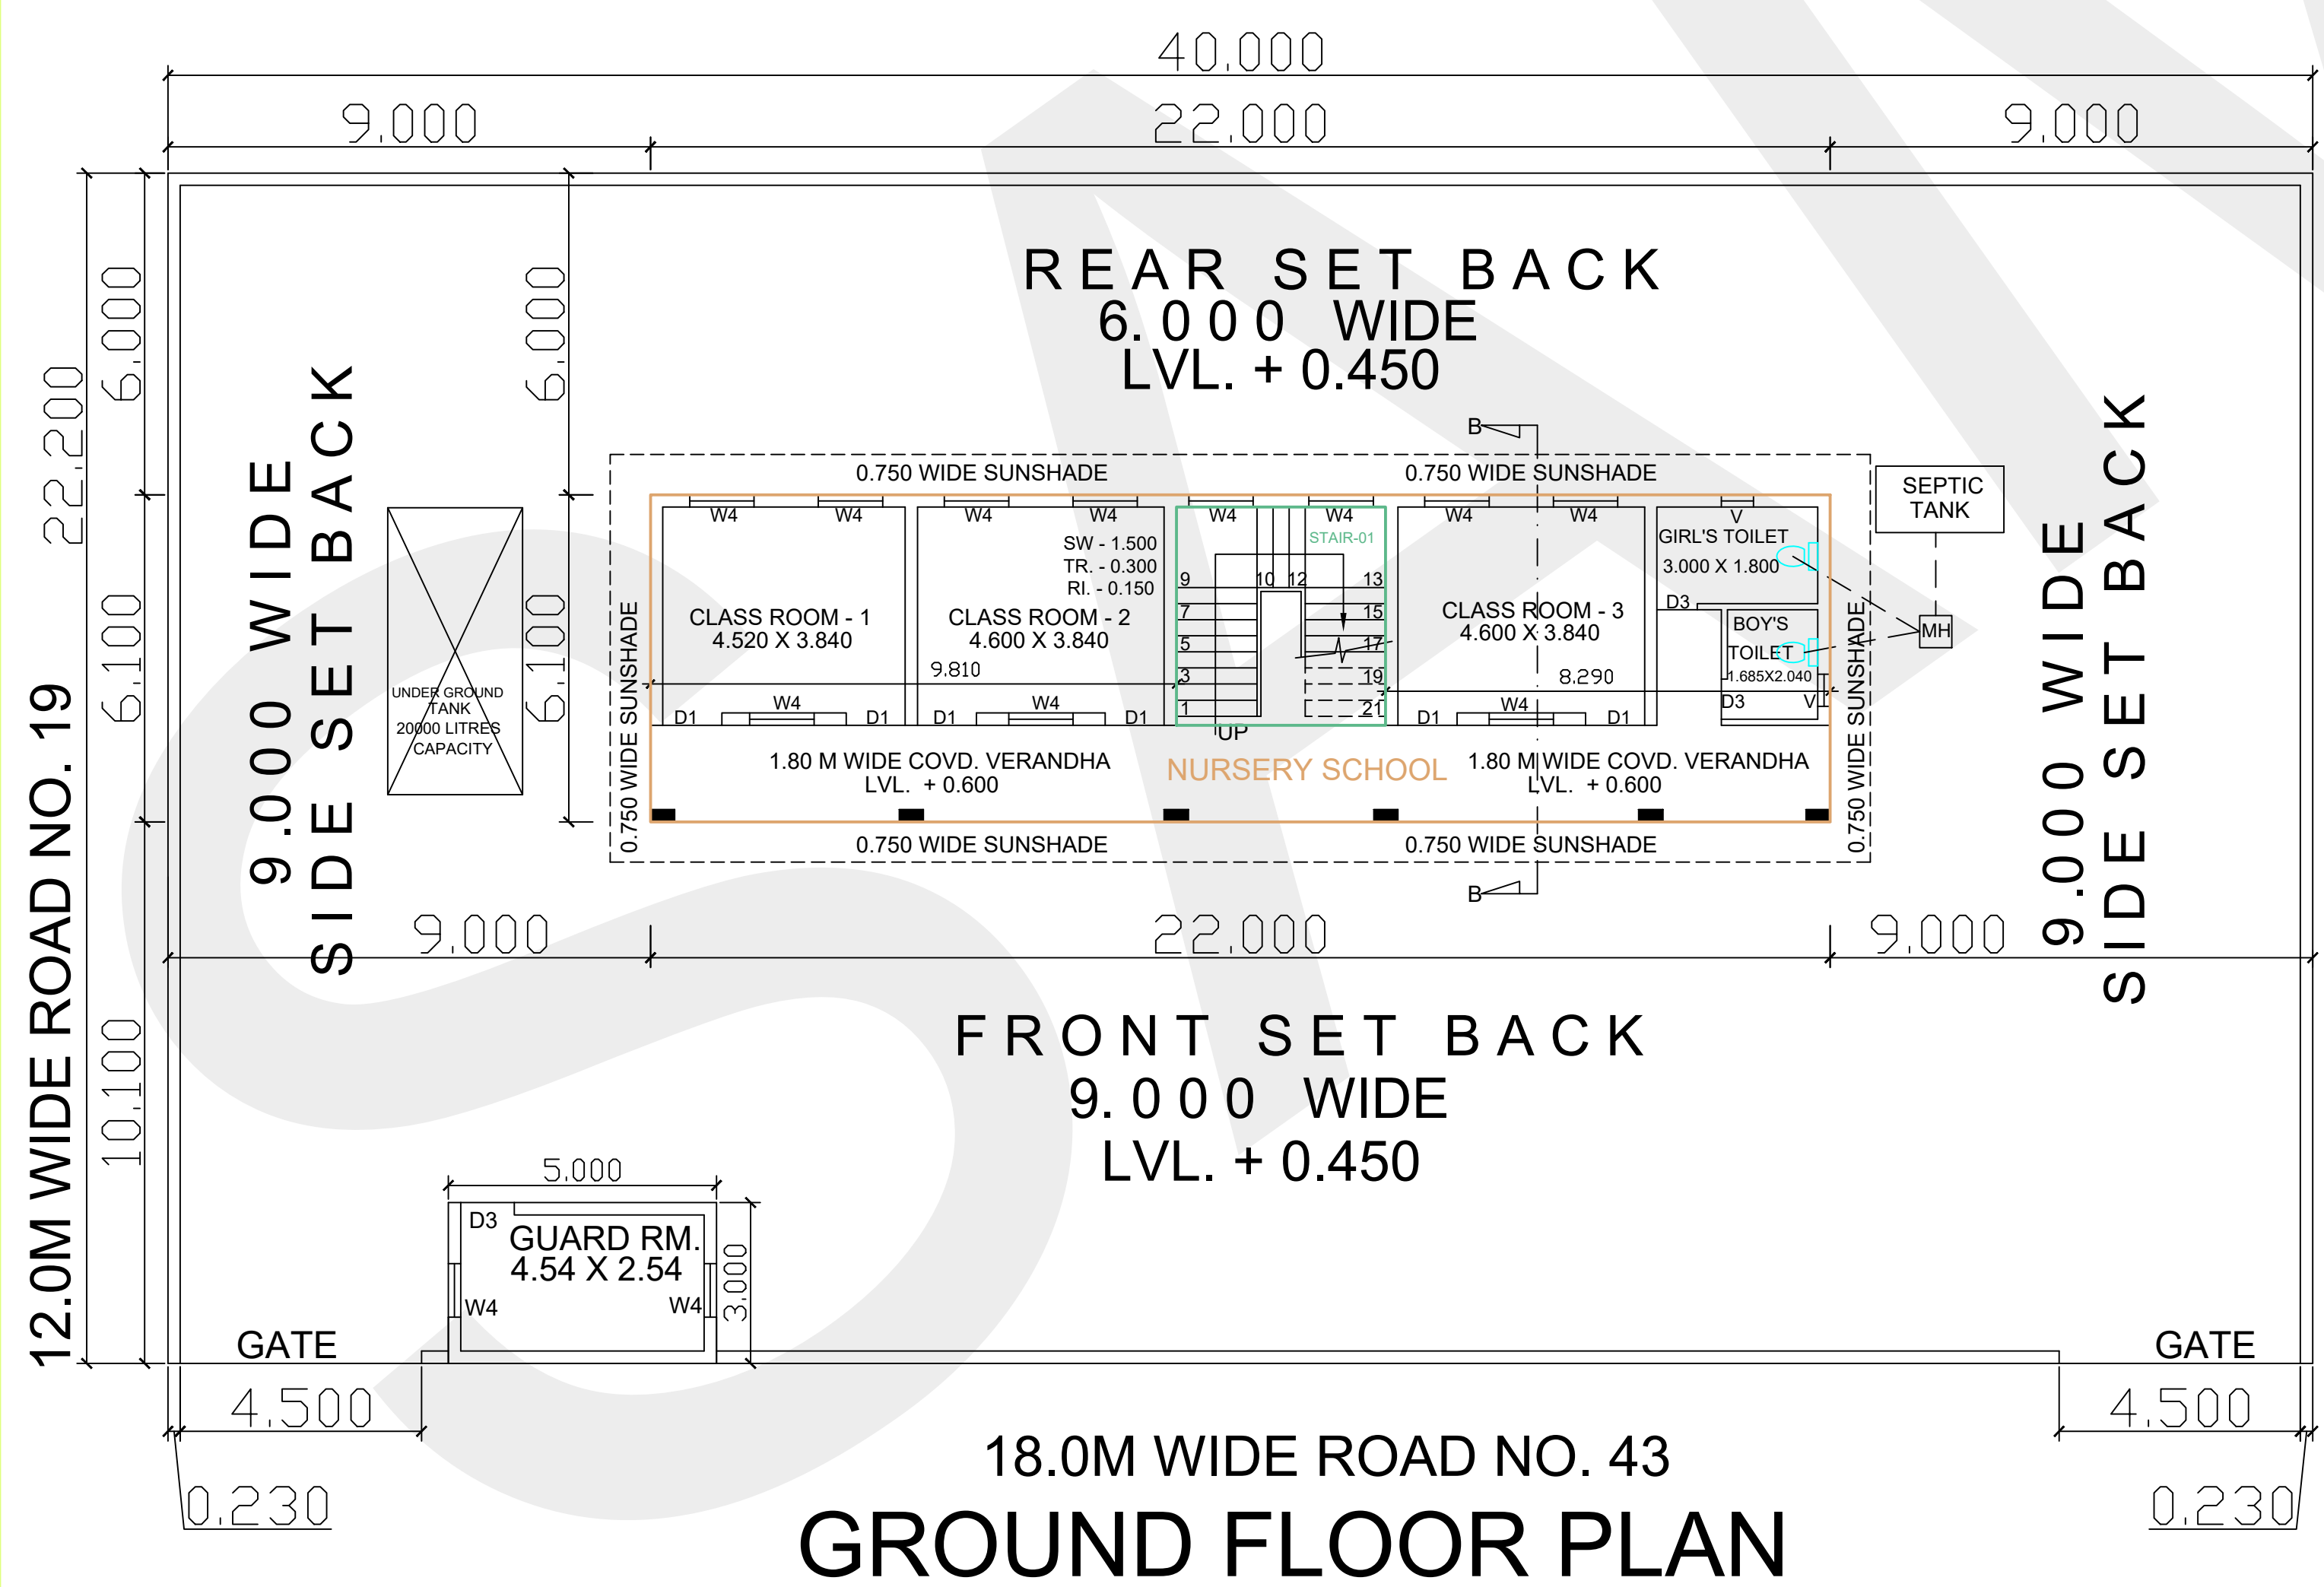 40.000
9.000
22.000
9.000
22.200
6.000
6.100
10.100
6.000
6.100
12.0M WIDE ROAD NO. 19
9.000 WIDE
SIDE SET BACK
REAR SET BACK
6.000 WIDE
LVL. + 0.450
9.000 WIDE
SIDE SET BACK
B
0.750 WIDE SUNSHADE
0.750 WIDE SUNSHADE
SEPTIC
TANK
MH
W4
W4
W4
W4
W4
W4
W4
W4
V
SW - 1.500
TR. - 0.300
RI. - 0.150
STAIR-01
GIRL'S TOILET
3.000 X 1.800
9
10
12
13
7
15
5
17
3
19
1
21
CLASS ROOM - 1
4.520 X 3.840
CLASS ROOM - 2
4.600 X 3.840
CLASS ROOM - 3
4.600 X 3.840
D3
BOY'S
TOILET
1.685X2.040
D3
V
9.810
8.290
UNDER GROUND
TANK
20000 LITRES
CAPACITY
0.750 WIDE SUNSHADE
0.750 WIDE SUNSHADE
D1
W4
D1
D1
W4
D1
D1
W4
D1
UP
1.80 M WIDE COVD. VERANDHA
LVL. + 0.600
NURSERY SCHOOL
1.80 M WIDE COVD. VERANDHA
LVL. + 0.600
0.750 WIDE SUNSHADE
0.750 WIDE SUNSHADE
B
9.000
22.000
9.000
FRONT SET BACK
9.000 WIDE
LVL. + 0.450
5.000
3.000
D3
GUARD RM.
4.54 X 2.54
W4
W4
GATE
GATE
4.500
4.500
0.230
0.230
18.0M WIDE ROAD NO. 43
GROUND FLOOR PLAN